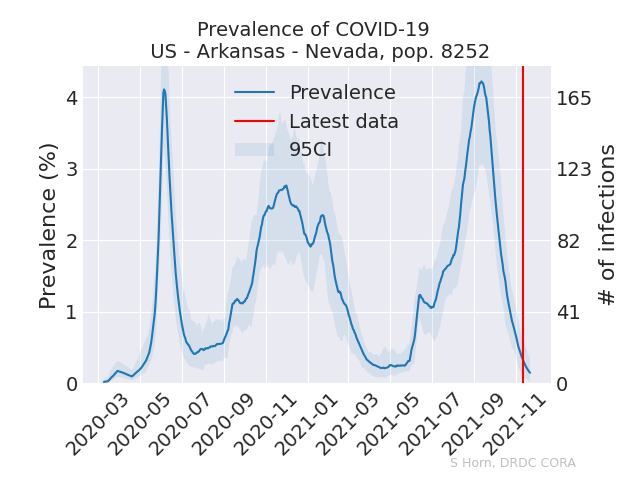 Prevalence of COVID-19
US - Arkansas - Nevada, pop. 8252
Prevalence
Latest data
95CI
Prevalence (%)
4
3
2
1
0
# of infections
165
123
82
41
0
2020-03
2020-05
2020-07
2020-09
2020-11
2021-01
2021-03
2021-05
2021-07
2021-09
2021-11
S Horn, DRDC CORA